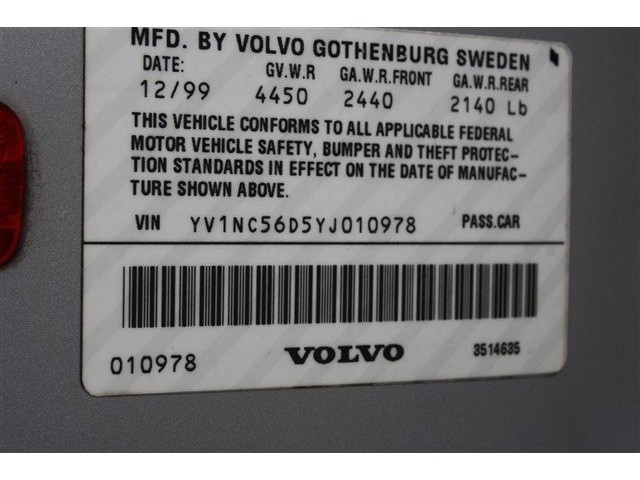 MFD. BY VOLVO GOTHENBURG SWEDEN
DATE: GV.W.R GA.W.R.FRONT GA.W.R.REAR
12/99 4450 2440 2140 Lb
THIS VEHICLE CONFORMS TO ALL APPLICABLE FEDERAL
MOTOR VEHICLE SAFETY, BUMPER AND THEFT PROTEC-
TION STANDARDS IN EFFECT ON THE DATE OF MANUFAC-
TURE SHOWN ABOVE.
VIN YV1NC56D5YJ010978 PASS.CAR
010978 VOLVO 3514635